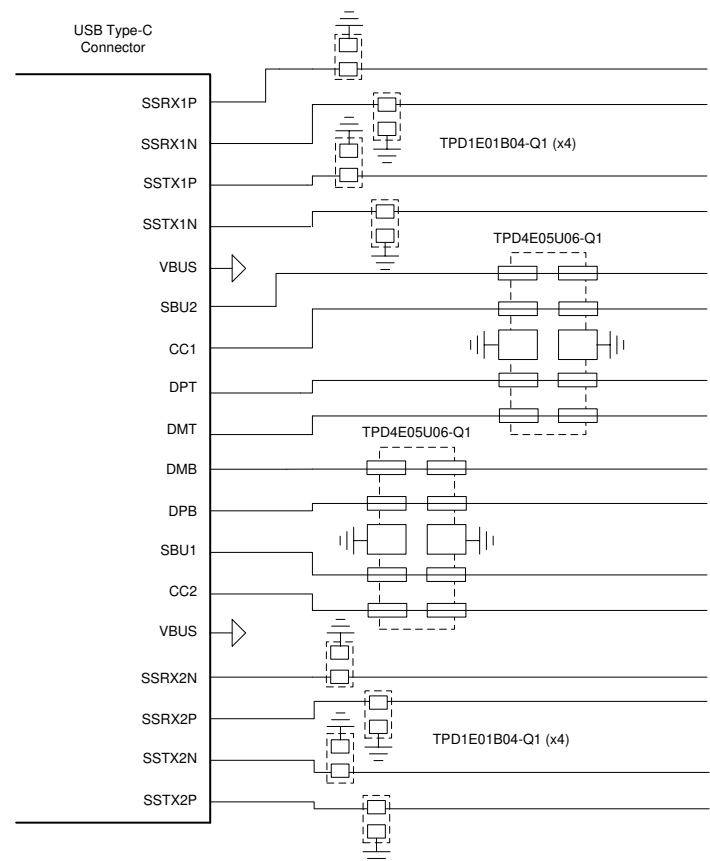 USB Type-C
Connector
SSRX1P
SSRX1N
TPD1E01B04-Q1 (x4)
SSTX1P
SSTX1N
TPD4E05U06-Q1
VBUS
SBU2
CC1
DPT
DMT
TPD4E05U06-Q1
DMB
DPB
SBU1
CC2
VBUS
SSRX2N
SSRX2P
TPD1E01B04-Q1 (x4)
SSTX2N
SSTX2P